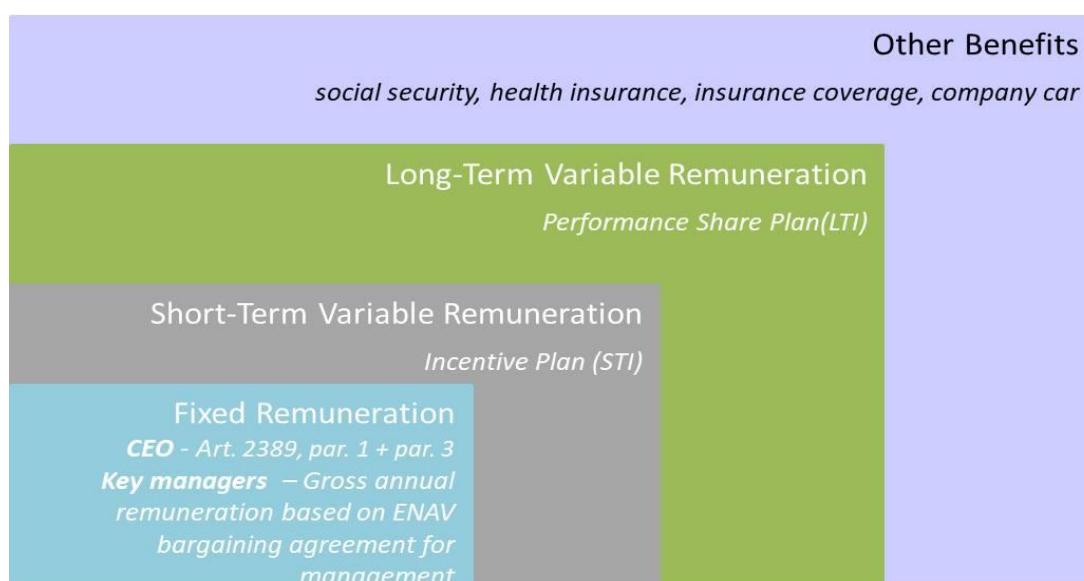 Other Benefits
social security, health insurance, insurance coverage, company car
Long-Term Variable Remuneration
Performance Share Plan(LTI)
Short-Term Variable Remuneration
Incentive Plan (STI)
Fixed Remuneration
CEO - Art. 2389, par. 1 + par. 3
Key managers – Gross annual
remuneration based on ENAV
bargaining agreement for
management